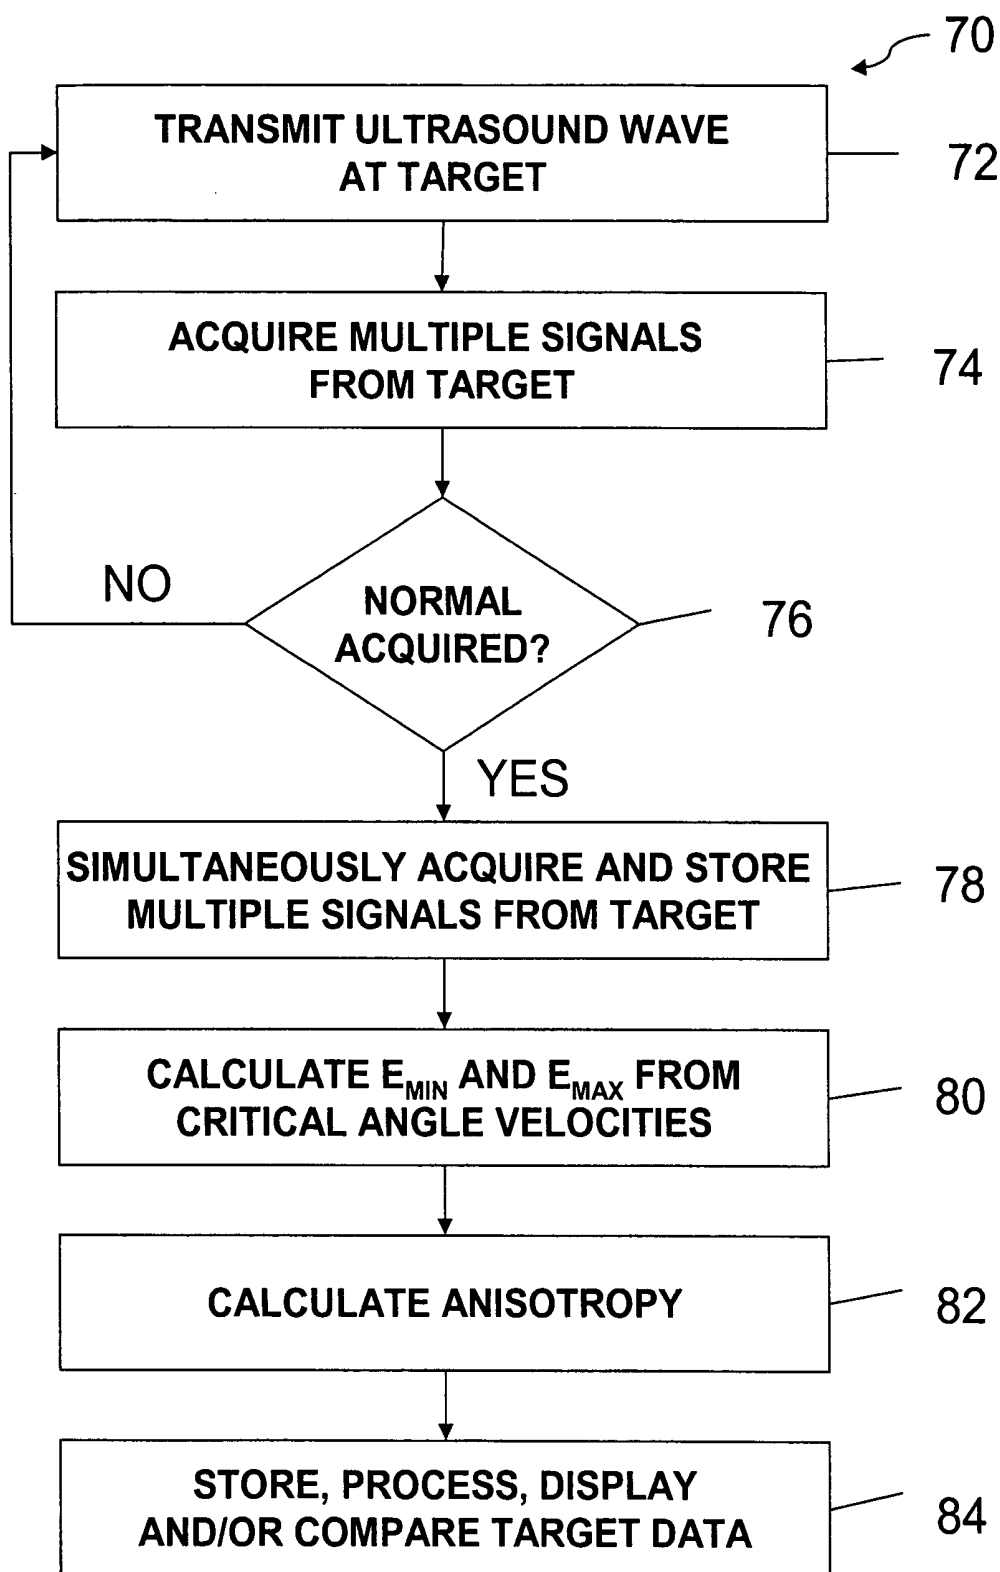 70
TRANSMIT ULTRASOUND WAVE
AT TARGET
72
ACQUIRE MULTIPLE SIGNALS
FROM TARGET
74
NO
NORMAL
ACQUIRED?
76
YES
SIMULTANEOUSLY ACQUIRE AND STORE
MULTIPLE SIGNALS FROM TARGET
78
CALCULATE EMIN AND EMAX FROM
CRITICAL ANGLE VELOCITIES
80
CALCULATE ANISOTROPY
82
STORE, PROCESS, DISPLAY
AND/OR COMPARE TARGET DATA
84